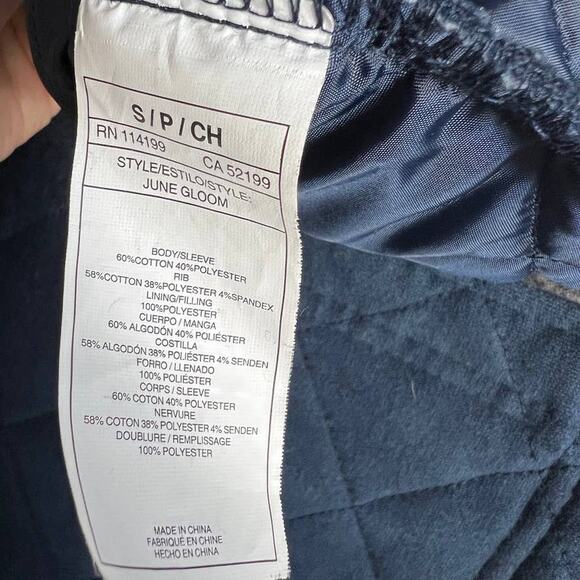 S/P/CH
RN 114199 CA 52199
STYLE/ESTILO/STYLE:
JUNE GLOOM
BODY/SLEEVE
60%COTTON 40%POLYESTER
RIB
58%COTTON 38%POLYESTER 4%SPANDEX
LINING/FILLING
100%POLYESTER
CUERPO / MANGA
60% ALGODÓN 40% POLIÉSTER
COSTILLA
58% ALGODÓN 38% POLIÉSTER 4% SENDEN
FORRO / LLENADO
100% POLIÉSTER
CORPS / SLEEVE
60% COTON 40% POLYESTER
NERVURE
58% COTON 38% POLYESTER 4% SENDEN
DOUBLURE / REMPLISSAGE
100% POLYESTER
MADE IN CHINA
FABRIQUÉ EN CHINE
HECHO EN CHINA